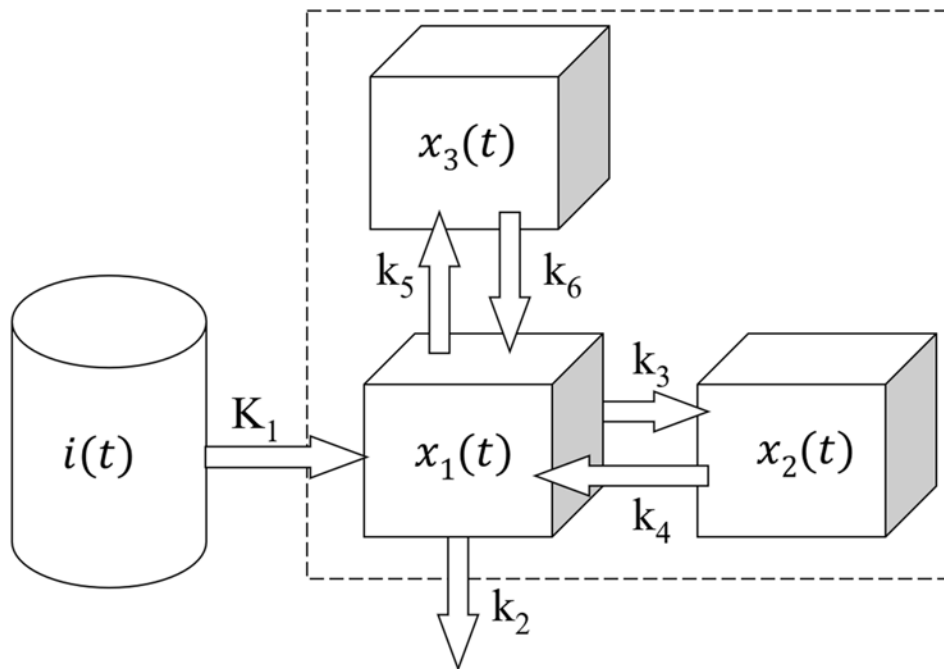 x₃(t)
k₅
k₆
K₁
k₃
i(t)
x₁(t)
x₂(t)
k₄
k₂